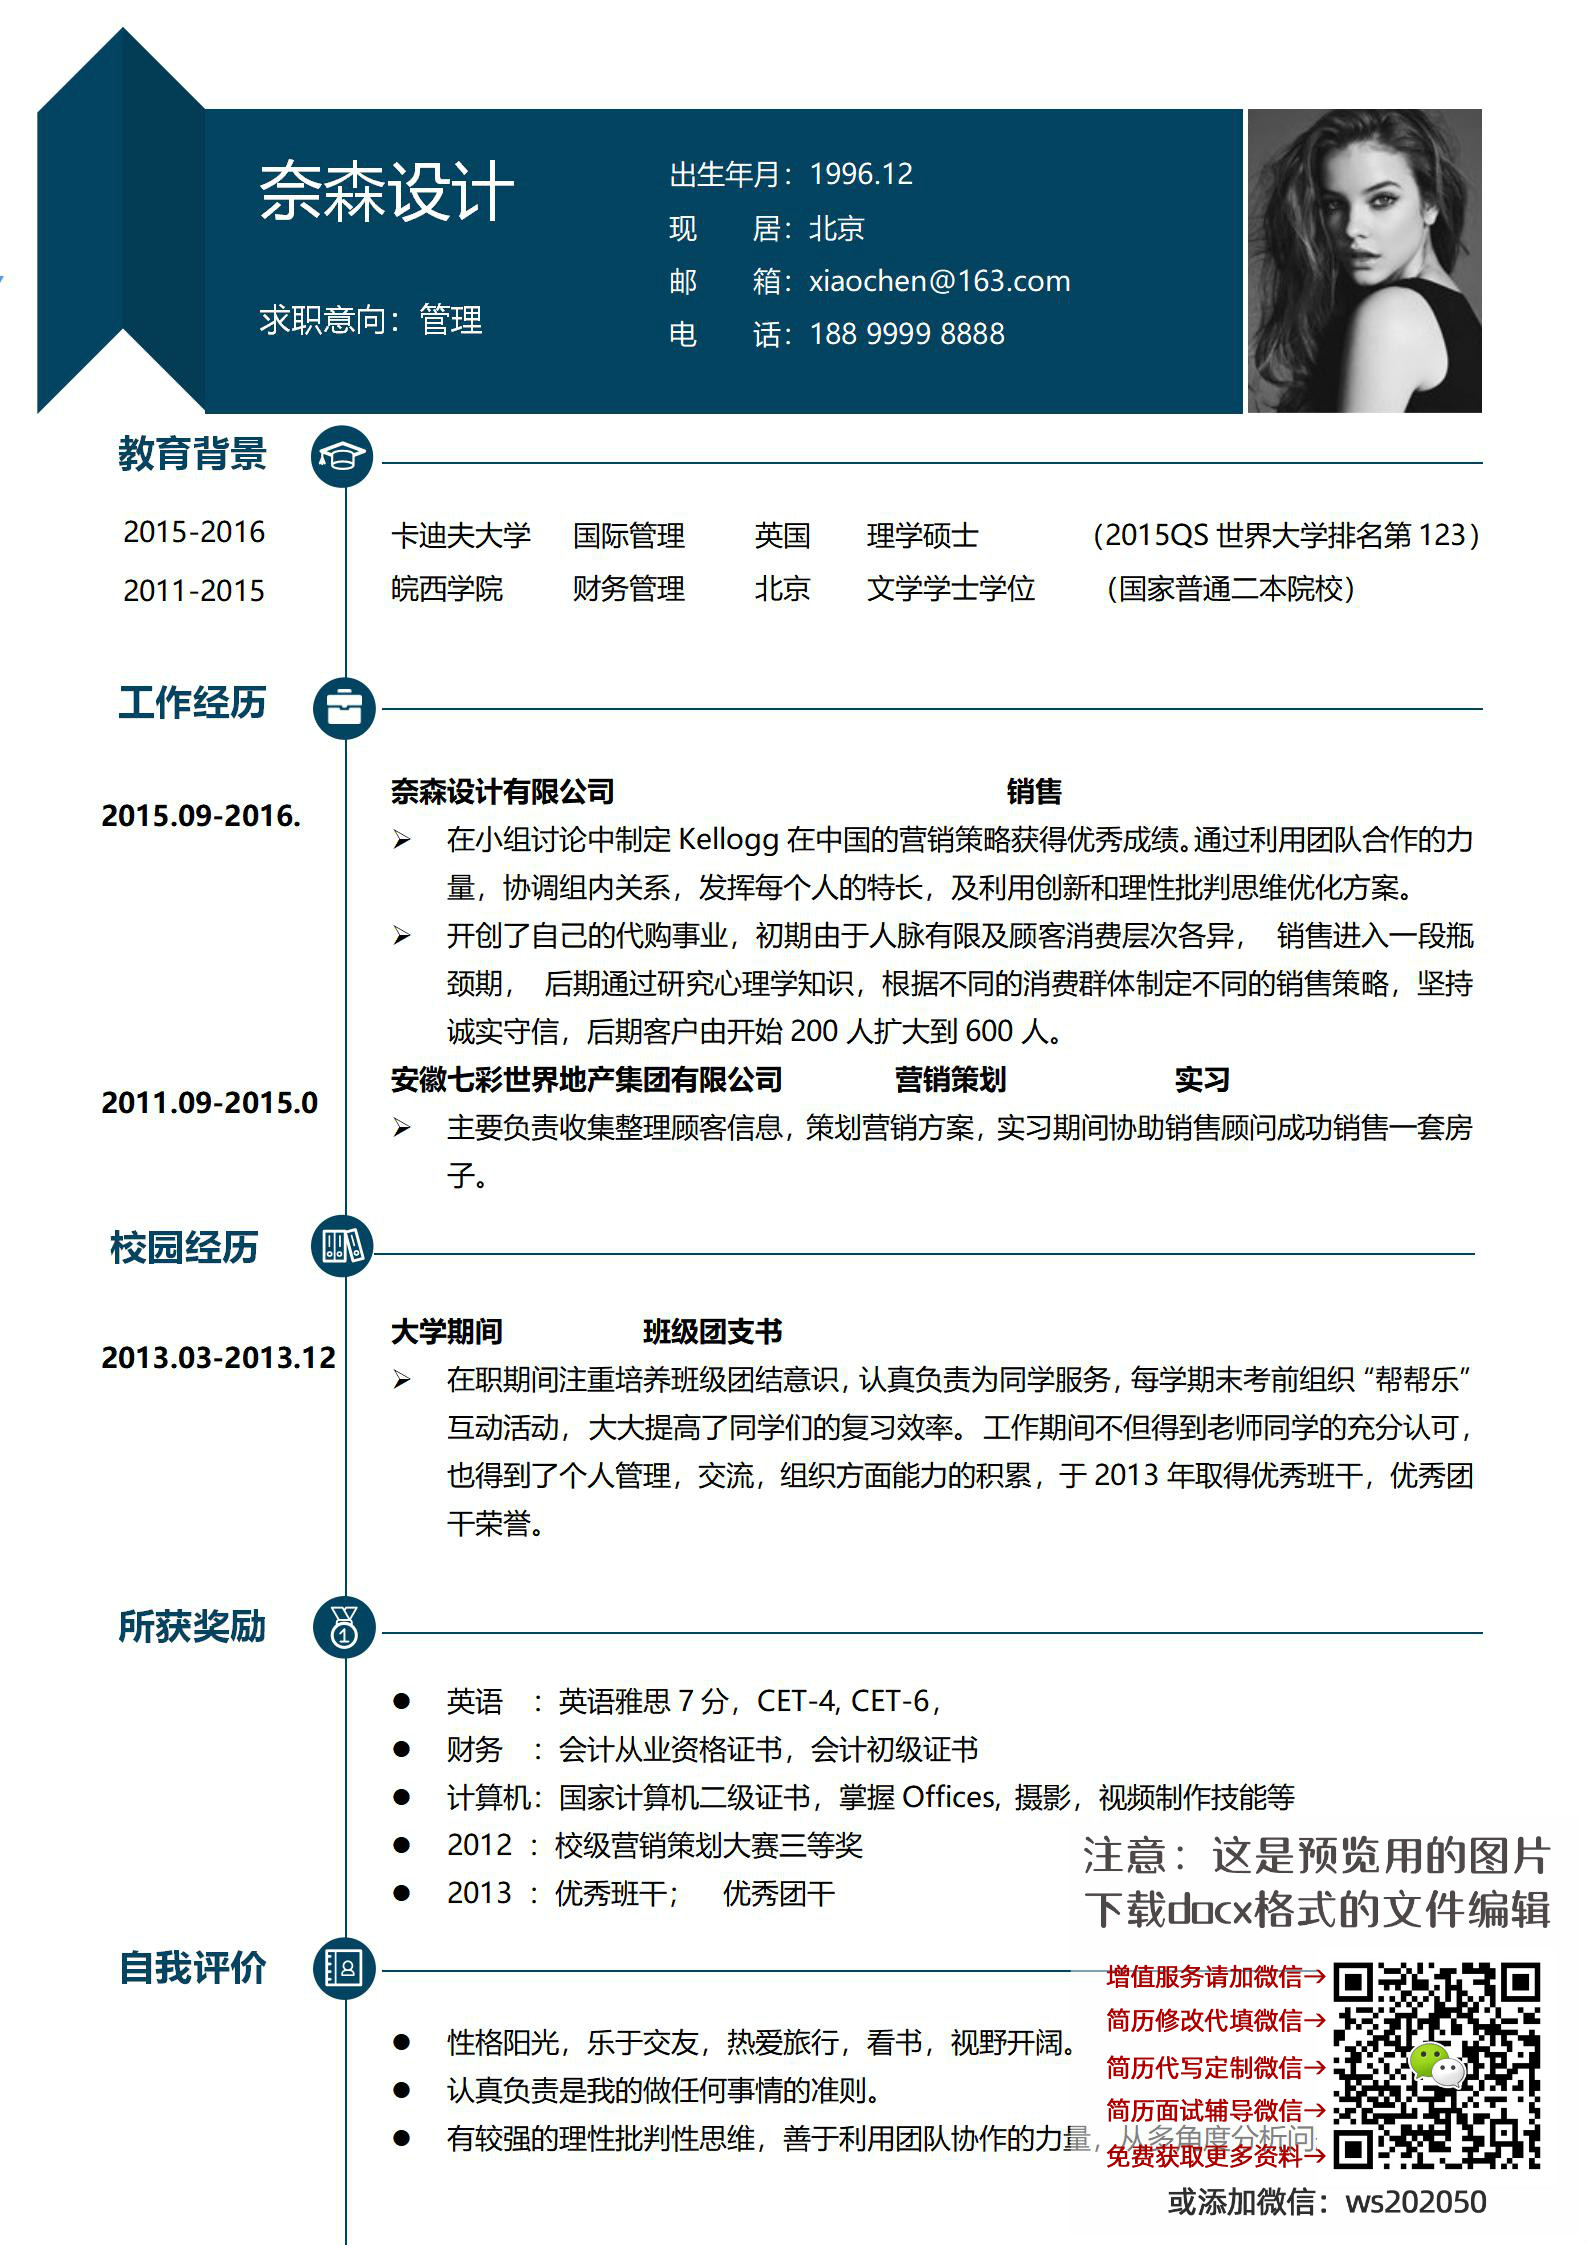 奈森设计
求职意向：管理
出生年月：1996.12
现　　居：北京
邮　　箱：xiaochen@163.com
电　　话：188 9999 8888
教育背景
2015-2016 卡迪夫大学 国际管理 英国 理学硕士 （2015QS 世界大学排名第 123）
2011-2015 皖西学院 财务管理 北京 文学学士学位 （国家普通二本院校）
工作经历
奈森设计有限公司 销售
2015.09-2016.
➢ 在小组讨论中制定 Kellogg 在中国的营销策略获得优秀成绩。通过利用团队合作的力
量，协调组内关系，发挥每个人的特长，及利用创新和理性批判思维优化方案。
➢ 开创了自己的代购事业，初期由于人脉有限及顾客消费层次各异， 销售进入一段瓶
颈期， 后期通过研究心理学知识，根据不同的消费群体制定不同的销售策略，坚持
诚实守信，后期客户由开始 200 人扩大到 600 人。
安徽七彩世界地产集团有限公司 营销策划 实习
2011.09-2015.0
➢ 主要负责收集整理顾客信息，策划营销方案，实习期间协助销售顾问成功销售一套房
子。
校园经历
大学期间 班级团支书
2013.03-2013.12
➢ 在职期间注重培养班级团结意识，认真负责为同学服务，每学期末考前组织“帮帮乐”
互动活动，大大提高了同学们的复习效率。工作期间不但得到老师同学的充分认可，
也得到了个人管理，交流，组织方面能力的积累，于 2013 年取得优秀班干，优秀团
干荣誉。
所获奖励
● 英语 ：英语雅思 7 分，CET-4, CET-6，
● 财务 ：会计从业资格证书，会计初级证书
● 计算机：国家计算机二级证书，掌握 Offices, 摄影，视频制作技能等
● 2012 ：校级营销策划大赛三等奖
● 2013 ：优秀班干； 优秀团干
注意：这是预览用的图片
下载docx格式的文件编辑
自我评价
● 性格阳光，乐于交友，热爱旅行，看书，视野开阔。
● 认真负责是我的做任何事情的准则。
● 有较强的理性批判性思维，善于利用团队协作的力量，从多角度分析问
增值服务请加微信→
简历修改代填微信→
简历代写定制微信→
简历面试辅导微信→
免费获取更多资料→
或添加微信：ws202050